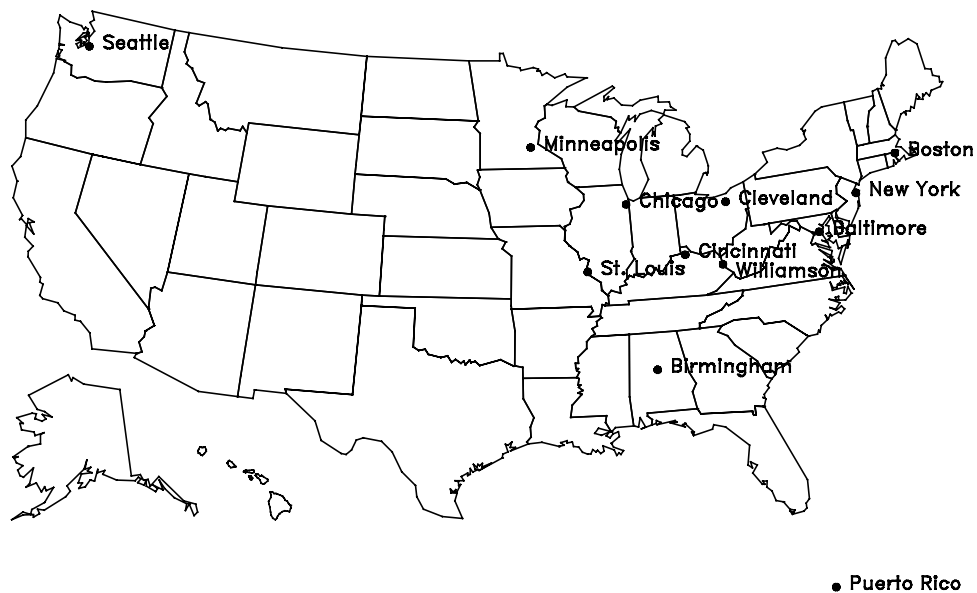 Seattle
Minneapolis
Boston
New York
Chicago
Cleveland
Baltimore
Cincinnati
St. Louis
Williamson
Birmingham
Puerto Rico